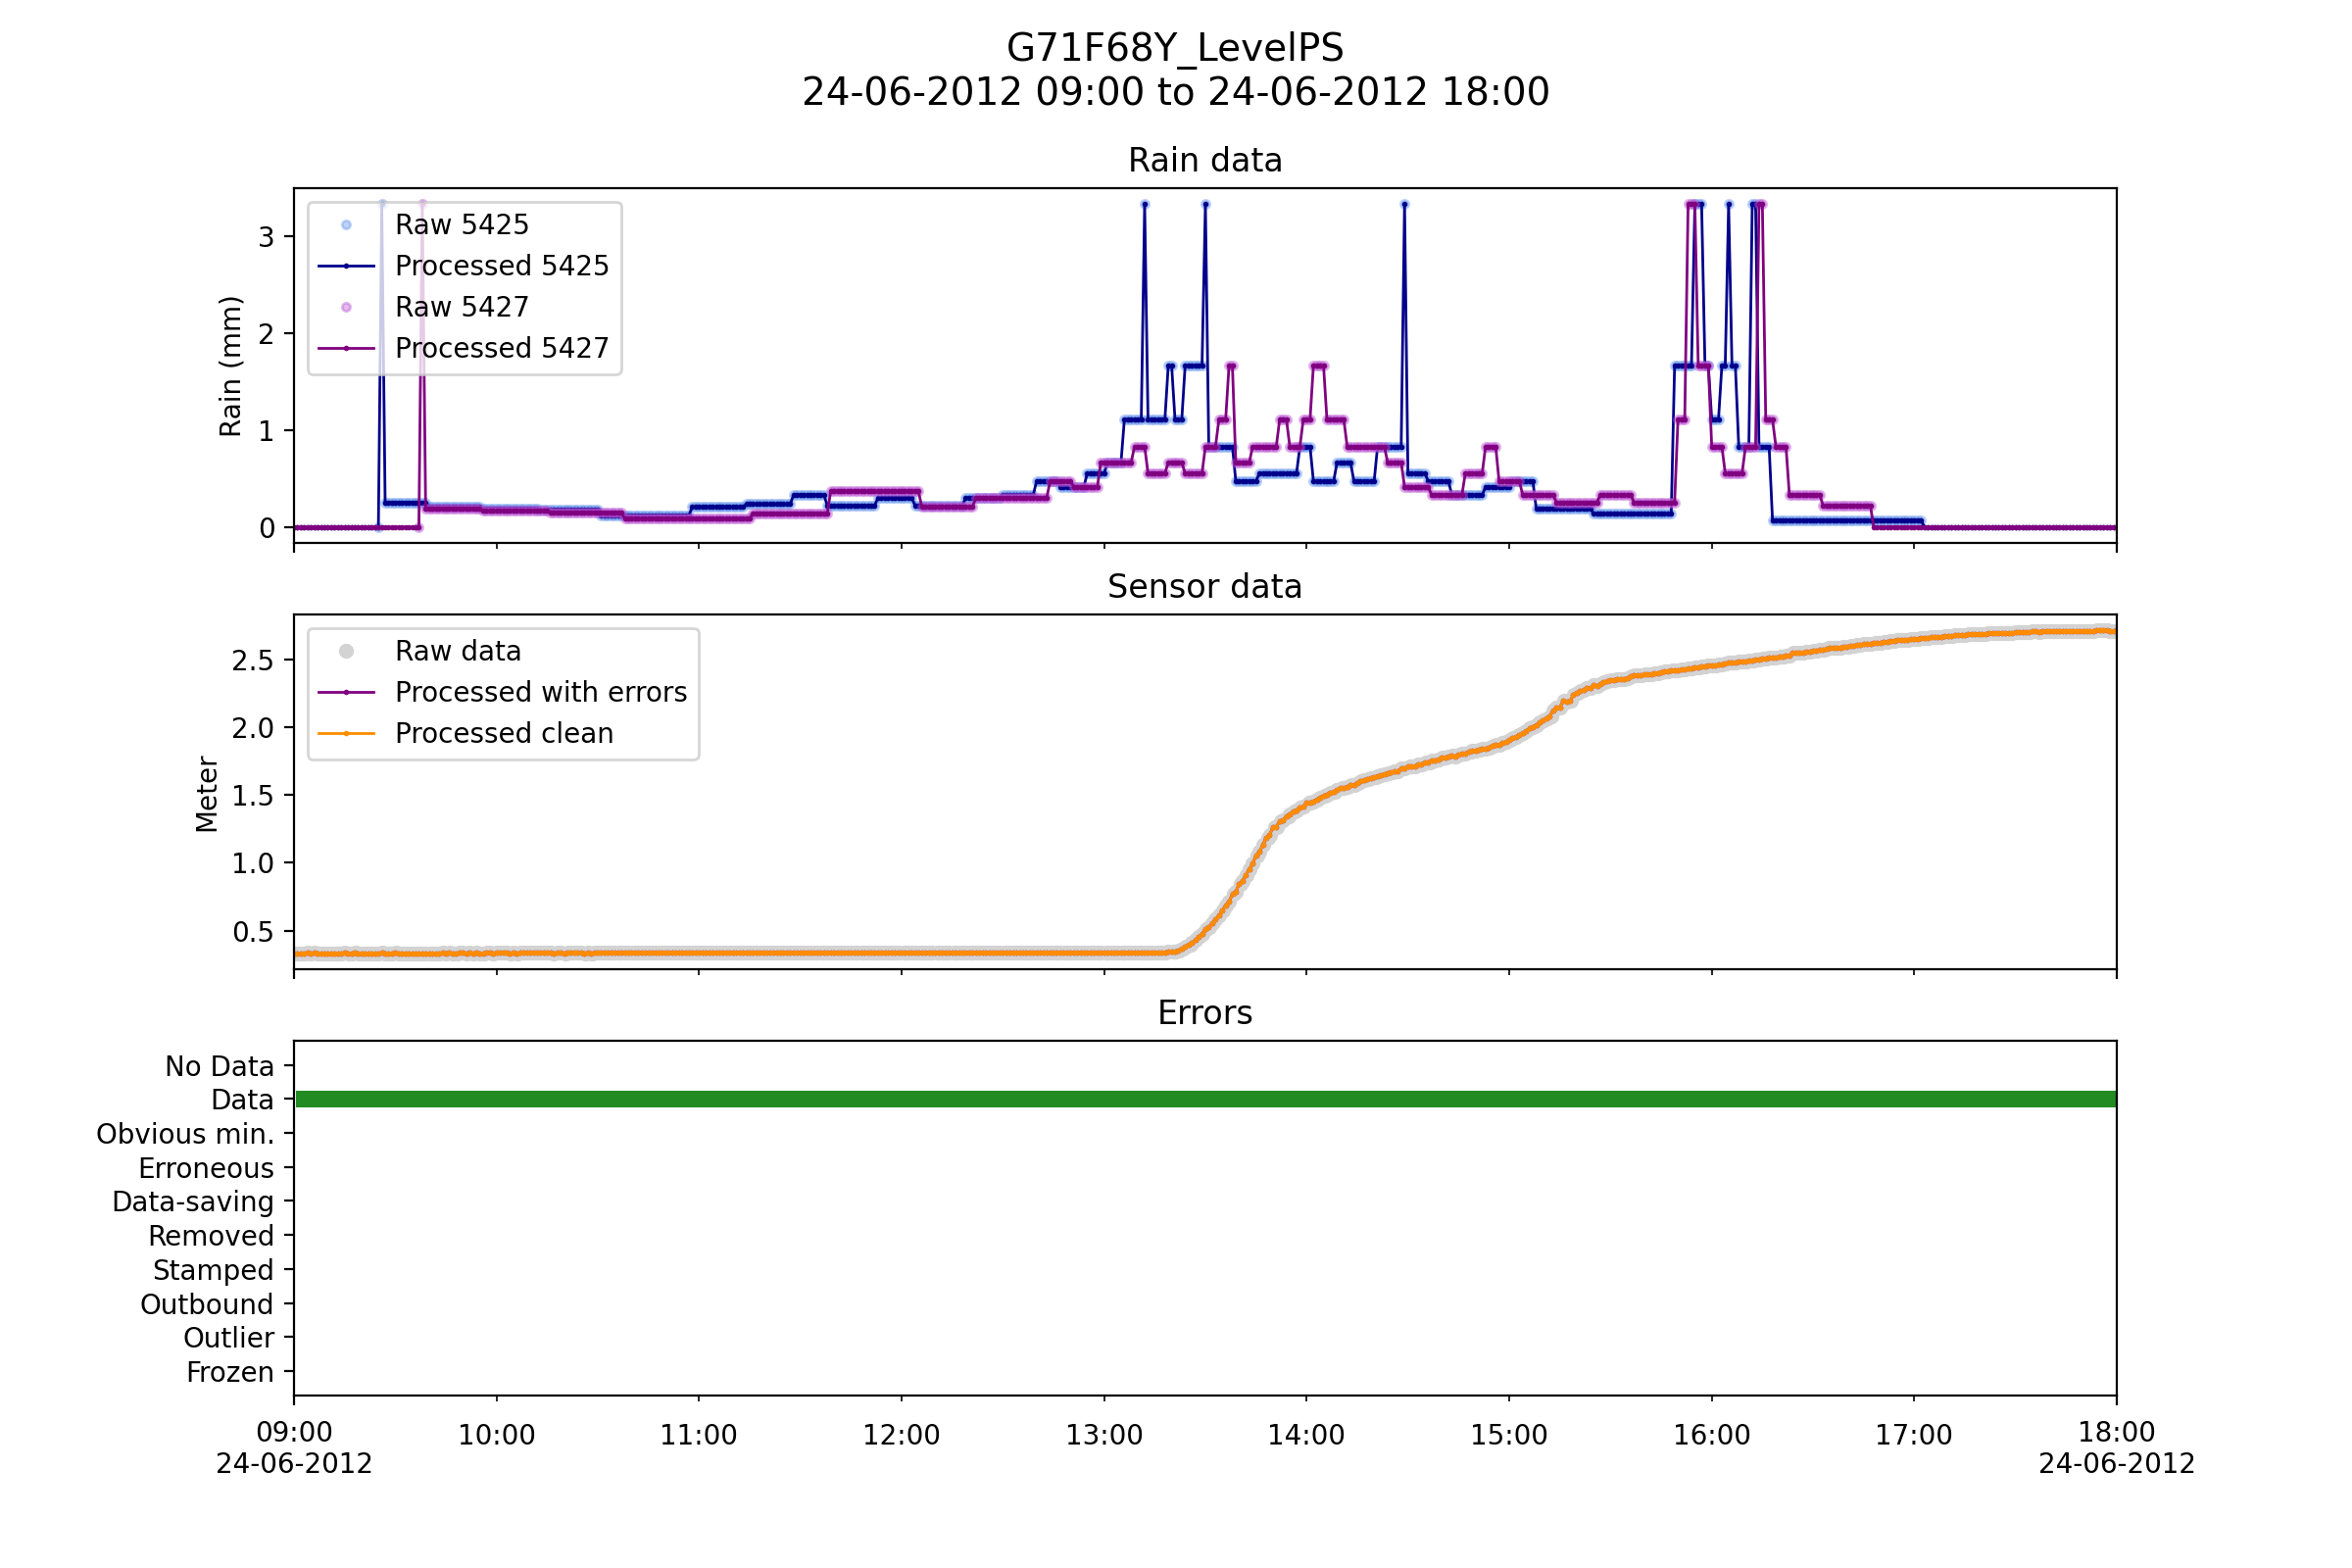 G71F68Y_LevelPS
24-06-2012 09:00 to 24-06-2012 18:00
Rain data
Rain (mm)
3
2
1
0
Raw 5425
Processed 5425
Raw 5427
Processed 5427
Sensor data
Meter
2.5
2.0
1.5
1.0
0.5
Raw data
Processed with errors
Processed clean
Errors
No Data
Data
Obvious min.
Erroneous
Data-saving
Removed
Stamped
Outbound
Outlier
Frozen
09:00 10:00 11:00 12:00 13:00 14:00 15:00 16:00 17:00 18:00
24-06-2012 24-06-2012